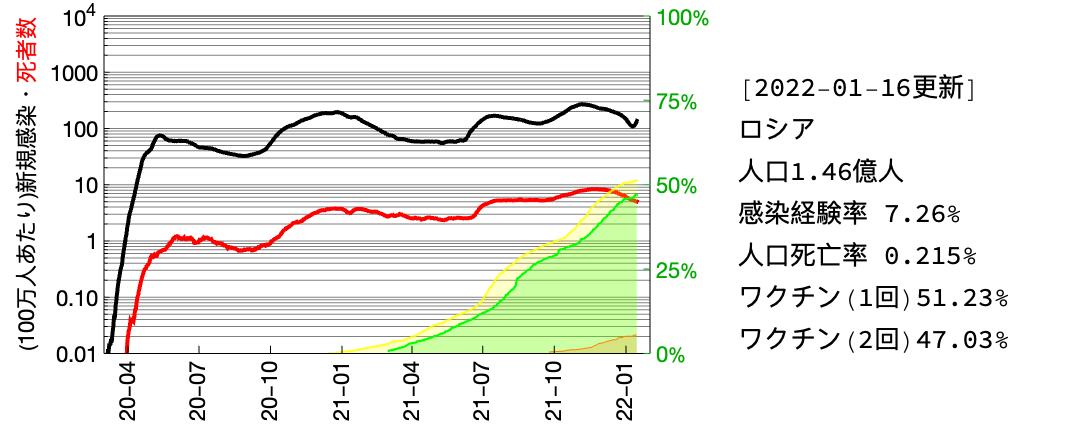 (100万人あたり)新規感染・死者数
10^4
1000
100
10
1
0.10
0.01
100%
75%
50%
25%
0%
20-04
20-07
20-10
21-01
21-04
21-07
21-10
22-01
[2022-01-16更新]
ロシア
人口1.46億人
感染経験率 7.26%
人口死亡率 0.215%
ワクチン(1回)51.23%
ワクチン(2回)47.03%